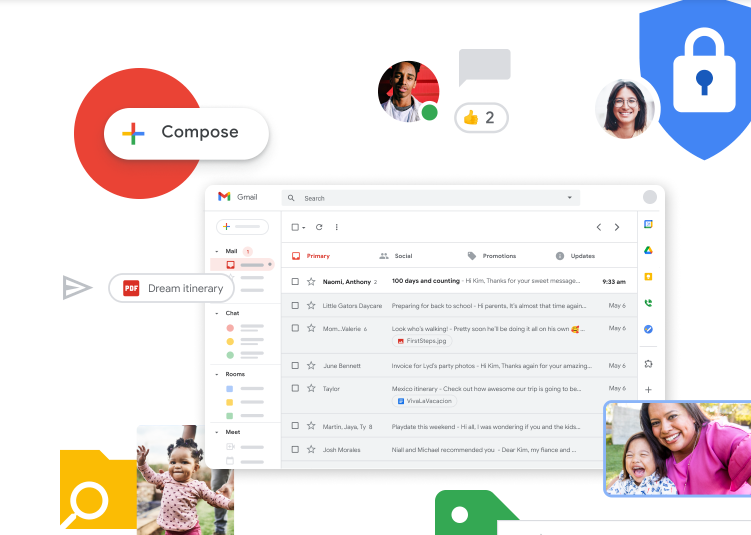 Compose
👍 2
Gmail
Search
Mail 1
Primary
Social
Promotions
Updates
Naomi, Anthony 2 100 days and counting - Hi Kim, Thanks for your sweet message... 9:33 am
PDF Dream itinerary
Little Gators Daycare Preparing for back to school - Hi parents, It's almost that time again... May 6
Chat
Mom...Valerie 6 Look who's walking! - Pretty soon he'll be doing it all on his own 🥰... May 6
FirstSteps.jpg
June Bennett Invoice for Lyd's party photos - Hi Kim, Thanks again for your amazing... May 6
Rooms
Taylor Mexico itinerary - Check out how awesome our trip is going to be... May 6
VivaLaVacacion
Martin, Jaya, Ty 8 Playdate this weekend - Hi all, I was wondering if you and the kids...
Meet
Josh Morales Niall and Michael recommended you - Dear Kim, my fiance and ...